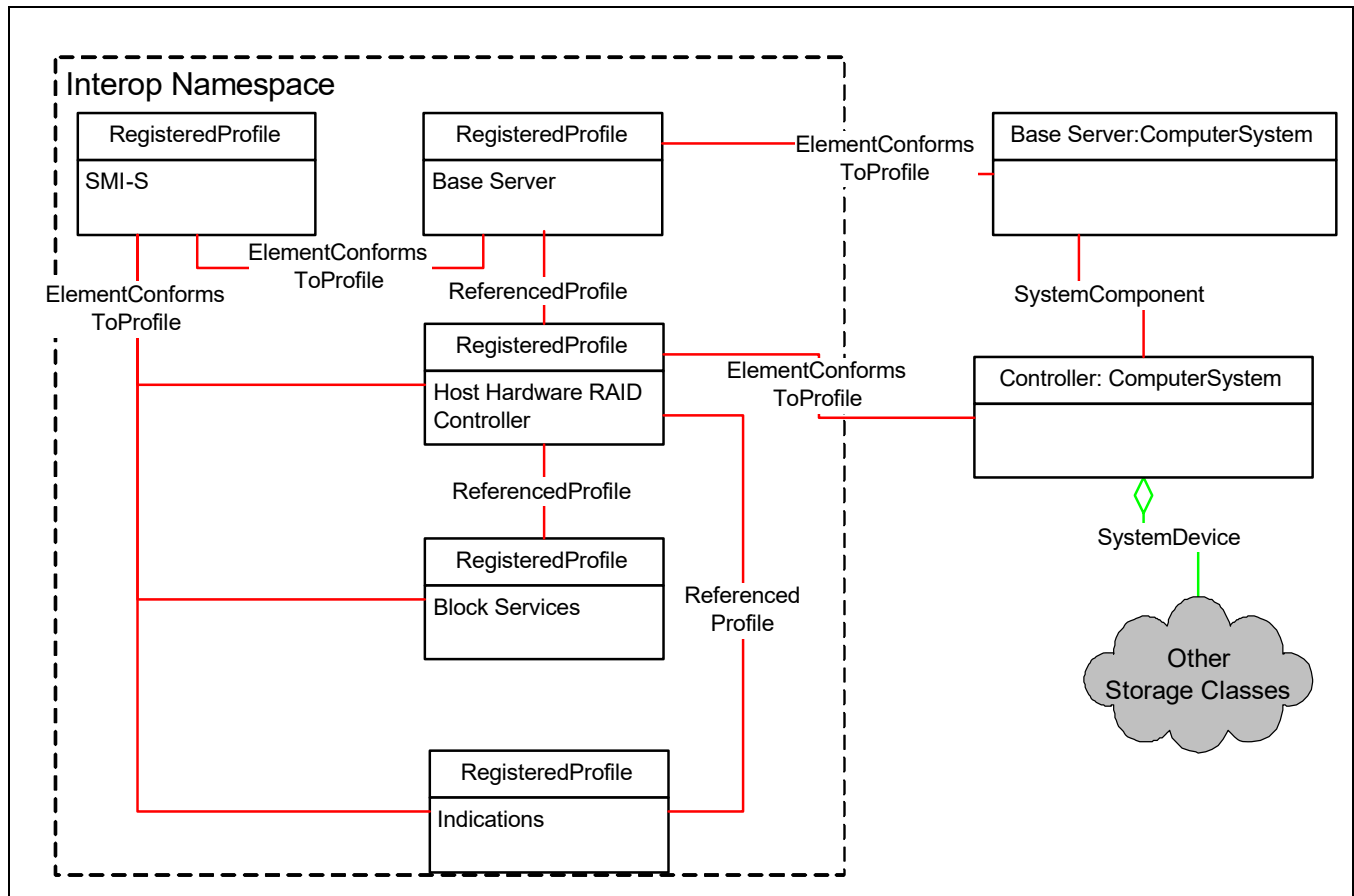 Interop Namespace
RegisteredProfile
SMI-S
RegisteredProfile
Base Server
ElementConforms
ToProfile
Base Server:ComputerSystem
ElementConforms
ToProfile
ElementConforms
ToProfile
ReferencedProfile
SystemComponent
RegisteredProfile
Host Hardware RAID
Controller
ElementConforms
ToProfile
Controller: ComputerSystem
ReferencedProfile
SystemDevice
RegisteredProfile
Block Services
Referenced
Profile
Other
Storage Classes
RegisteredProfile
Indications